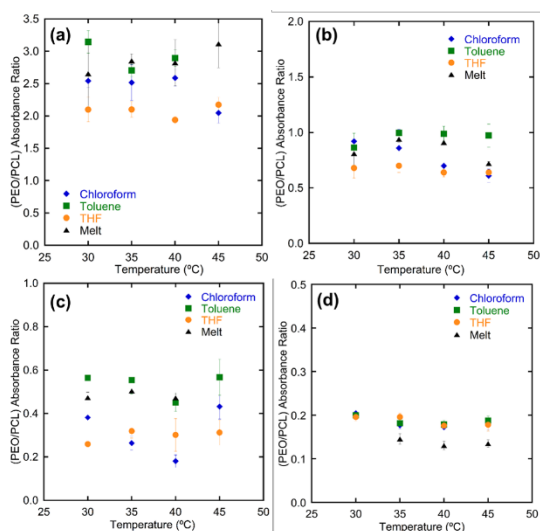 (a)
(PEO/PCL) Absorbance Ratio
3.5
3.0
2.5
2.0
1.5
1.0
0.5
0.0
Chloroform
Toluene
THF
Melt
25 30 35 40 45 50
Temperature (ºC)
(b)
(PEO/PCL) Absorbance Ratio
2.0
1.5
1.0
0.5
0.0
Chloroform
Toluene
THF
Melt
25 30 35 40 45 50
Temperature (ºC)
(c)
(PEO/PCL) Absorbance Ratio
1.0
0.8
0.6
0.4
0.2
0.0
Chloroform
Toluene
THF
Melt
25 30 35 40 45 50
Temperature (ºC)
(d)
(PEO/PCL) Absorbance Ratio
0.5
0.4
0.3
0.2
0.1
0.0
Chloroform
Toluene
THF
Melt
25 30 35 40 45 50
Temperature (ºC)